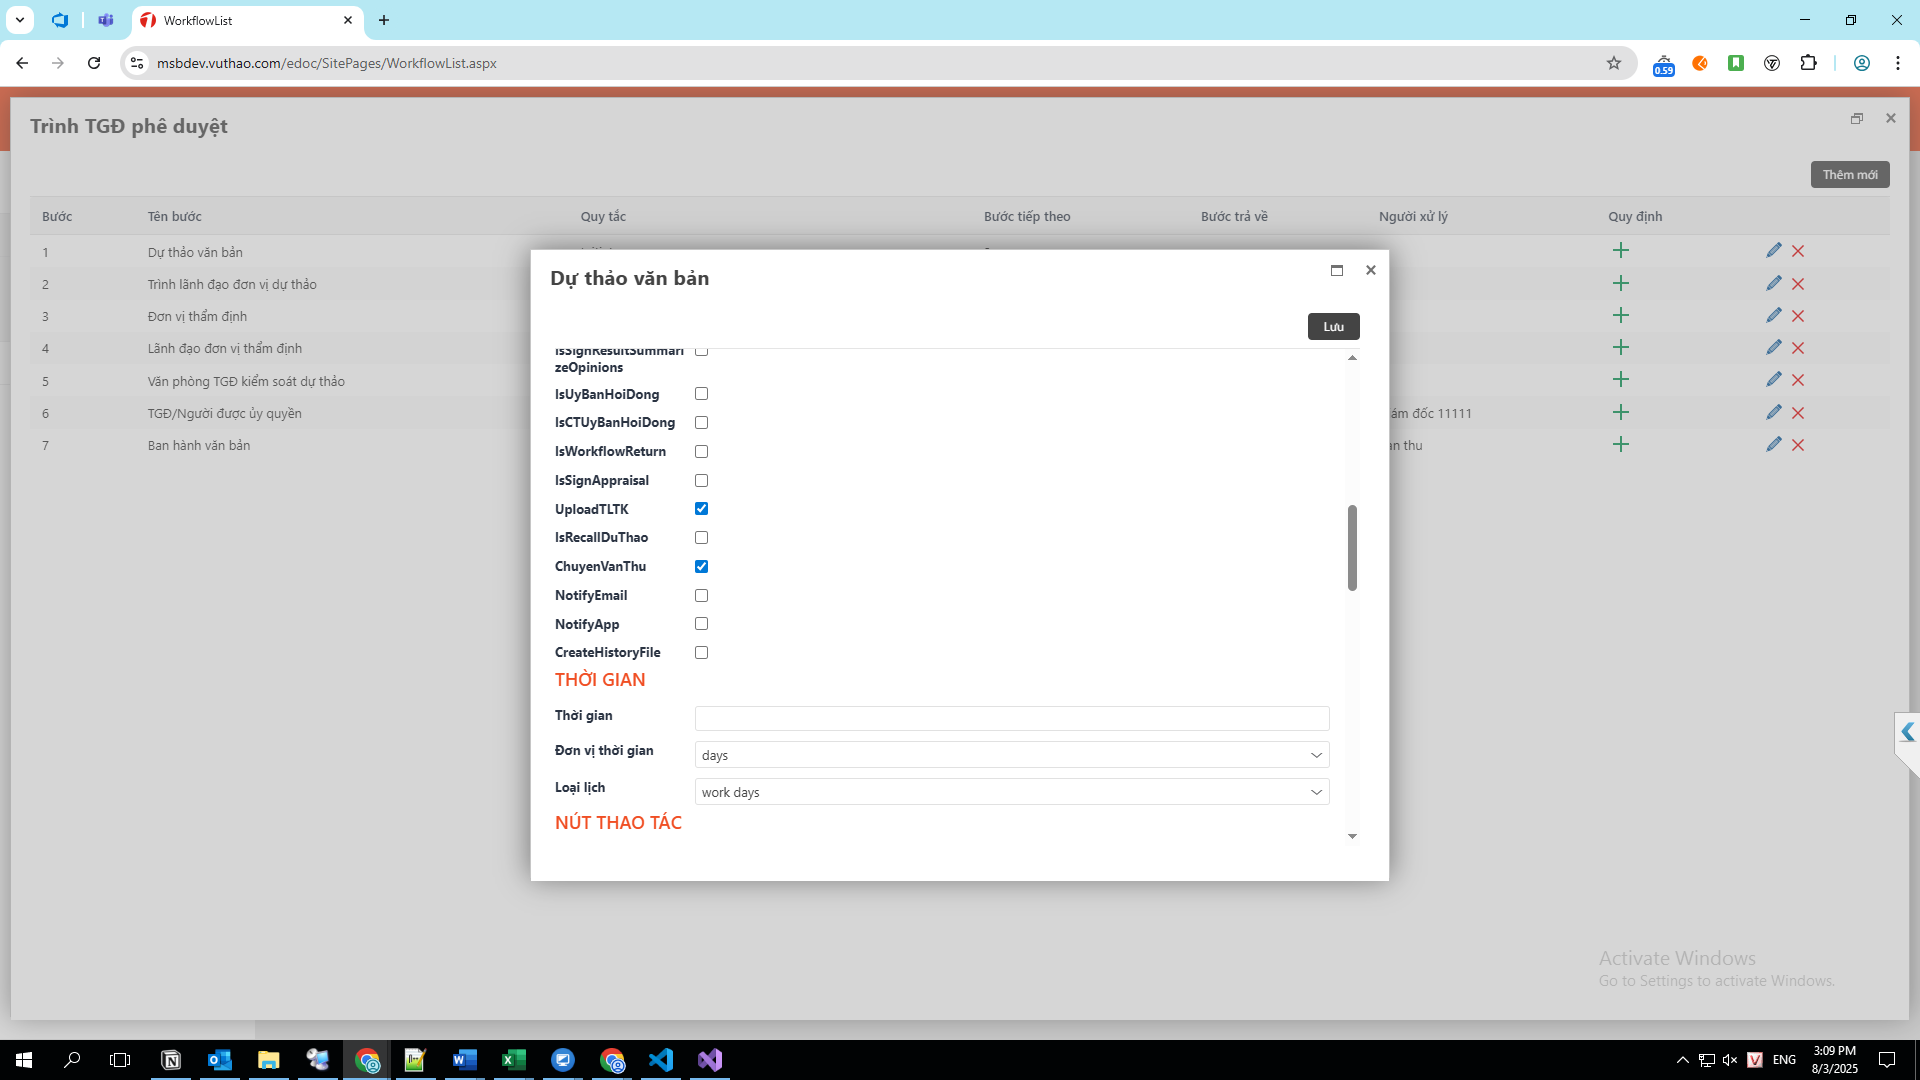 WorkflowList
msbdev.vuthao.com/edoc/SitePages/WorkflowList.aspx
0.59
Trình TGĐ phê duyệt
Thêm mới
Bước Tên bước Quy tắc Bước tiếp theo Bước trả về Người xử lý Quy định
1 Dự thảo văn bản
2 Trình lãnh đạo đơn vị dự thảo
3 Đơn vị thẩm định
4 Lãnh đạo đơn vị thẩm định
5 Văn phòng TGĐ kiểm soát dự thảo
6 TGĐ/Người được ủy quyền ám đốc 11111
7 Ban hành văn bản an thu
Dự thảo văn bản
Lưu
IsSignResultSummari
zeOpinions
IsUyBanHoiDong
IsCTUyBanHoiDong
IsWorkflowReturn
IsSignAppraisal
UploadTLTK
IsRecallDuThao
ChuyenVanThu
NotifyEmail
NotifyApp
CreateHistoryFile
THỜI GIAN
Thời gian
Đơn vị thời gian days
Loại lịch work days
NÚT THAO TÁC
Activate Windows
Go to Settings to activate Windows.
ENG
3:09 PM
8/3/2025